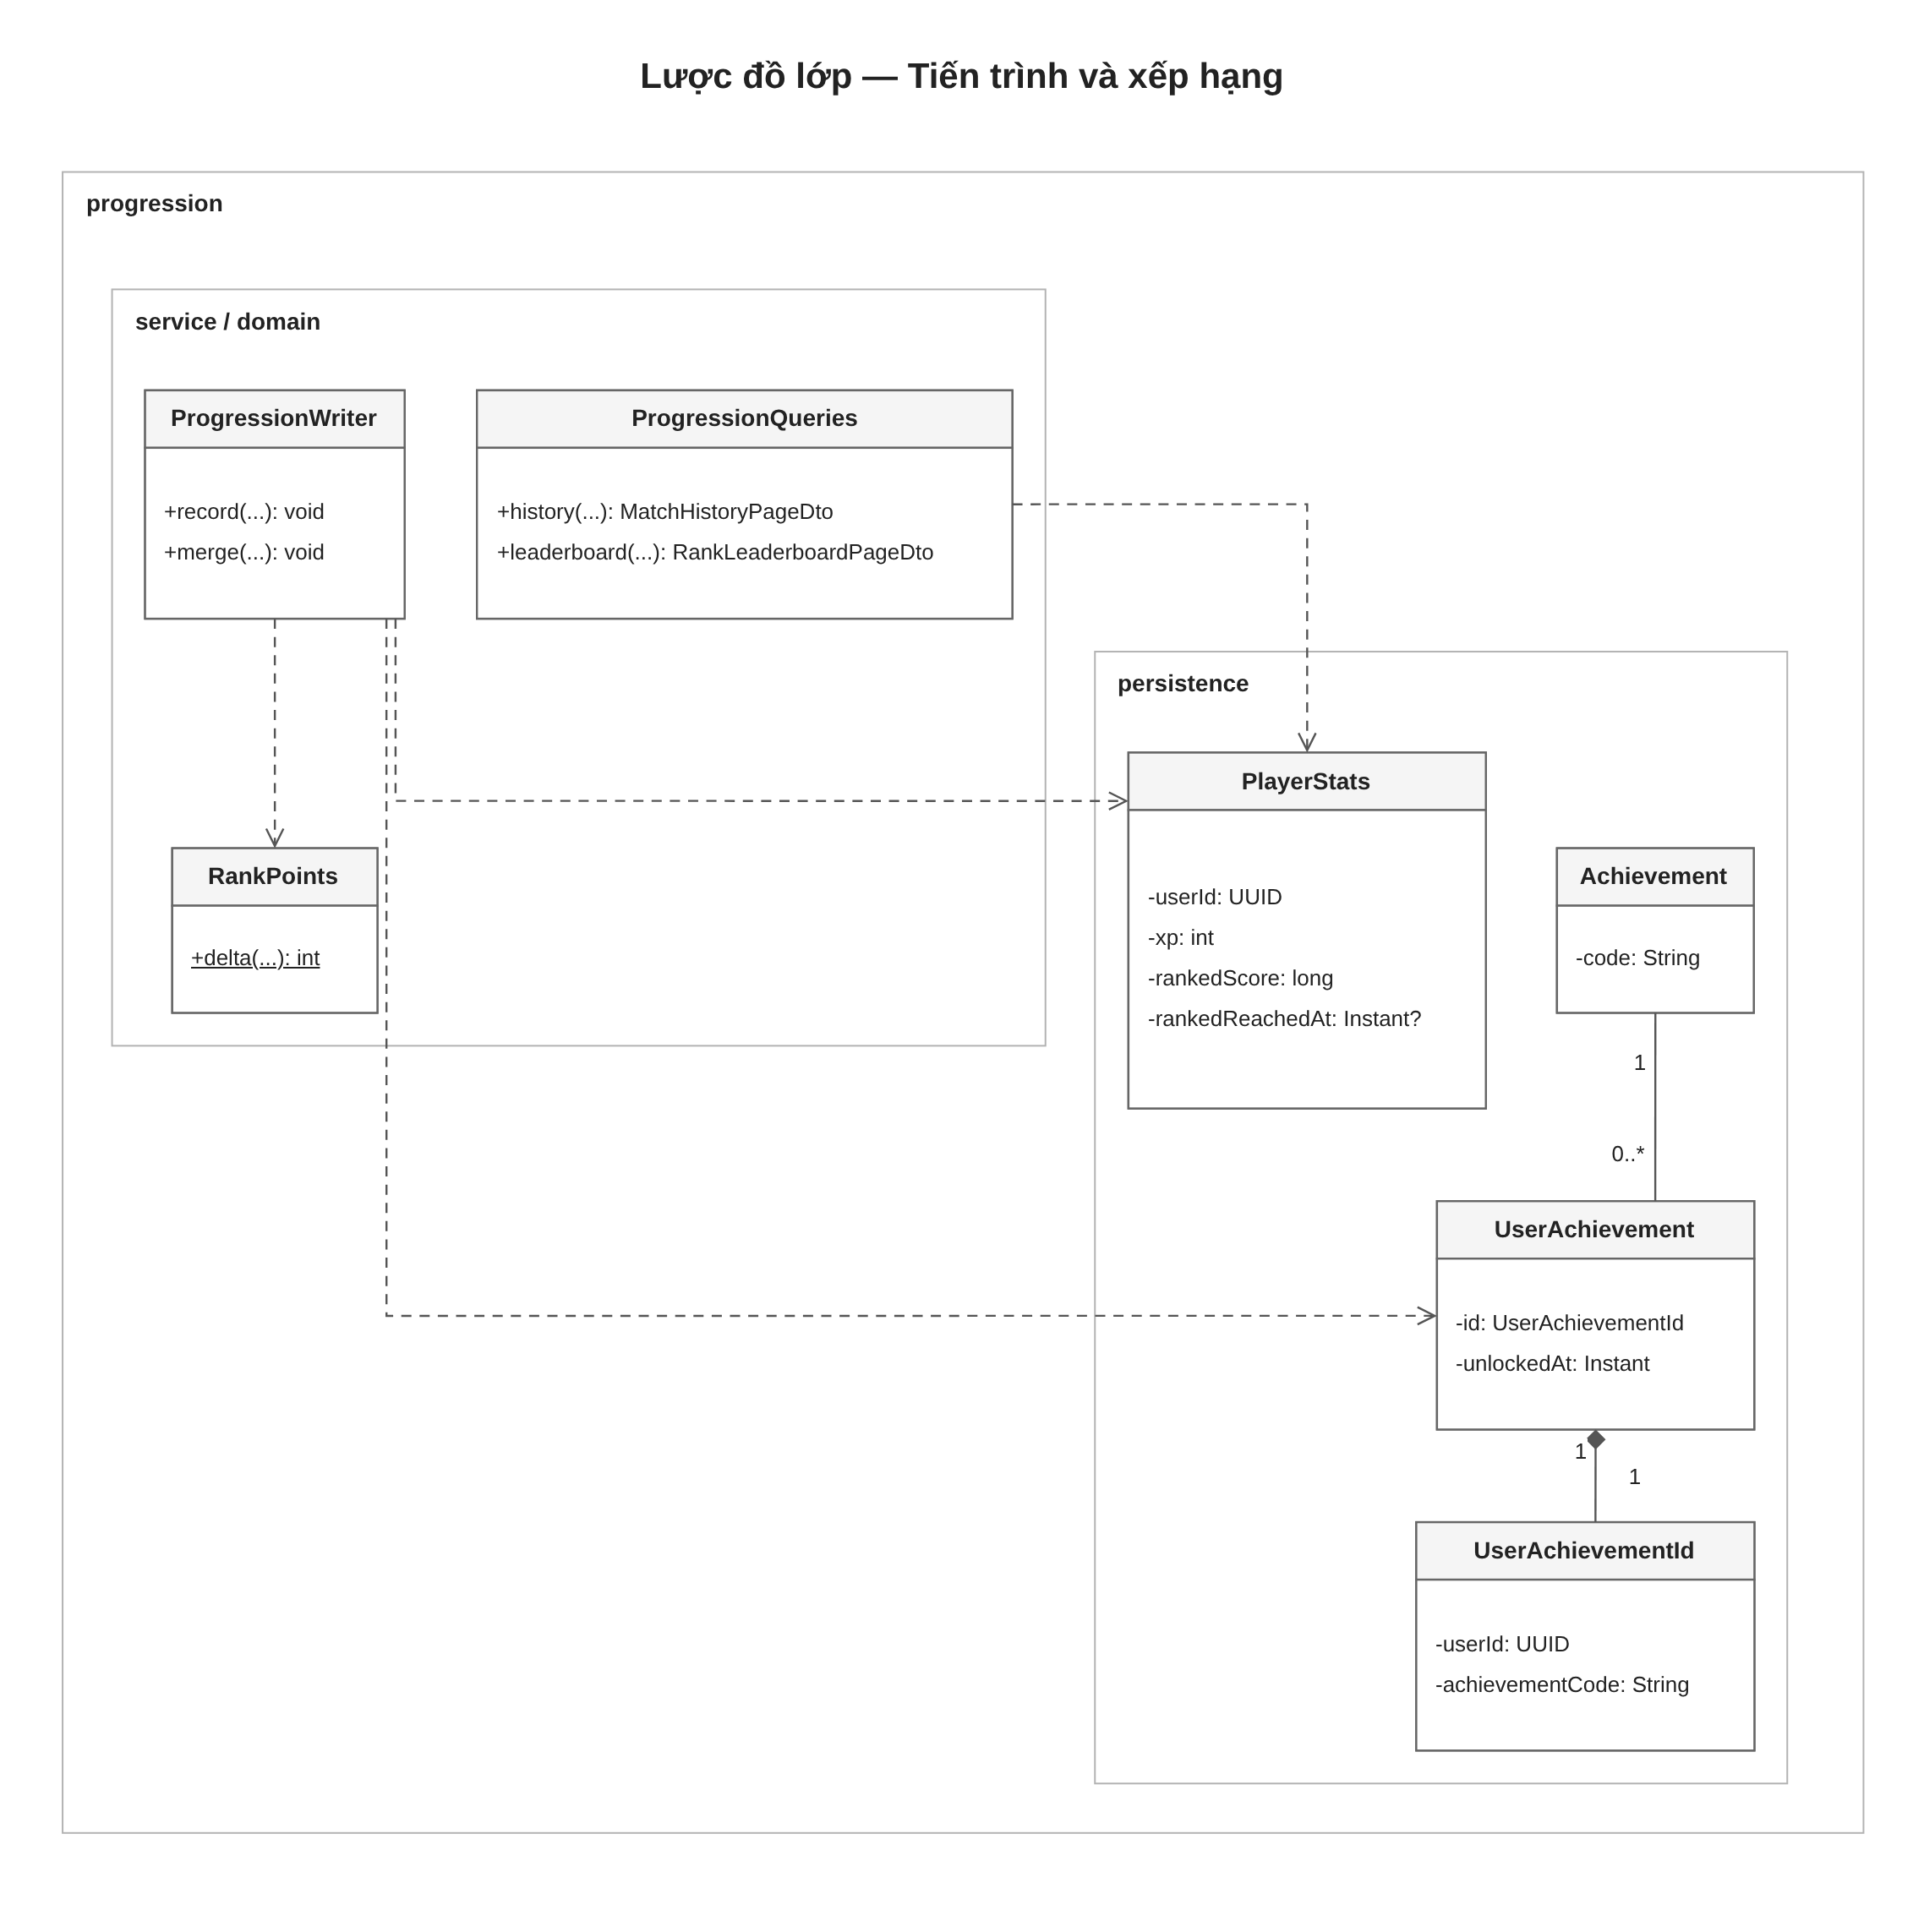 Lược đồ lớp — Tiến trình và xếp hạng
progression
service / domain
ProgressionWriter
+record(...): void
+merge(...): void
ProgressionQueries
+history(...): MatchHistoryPageDto
+leaderboard(...): RankLeaderboardPageDto
RankPoints
+delta(...): int
persistence
PlayerStats
-userId: UUID
-xp: int
-rankedScore: long
-rankedReachedAt: Instant?
Achievement
-code: String
1
0..*
UserAchievement
-id: UserAchievementId
-unlockedAt: Instant
1
1
UserAchievementId
-userId: UUID
-achievementCode: String